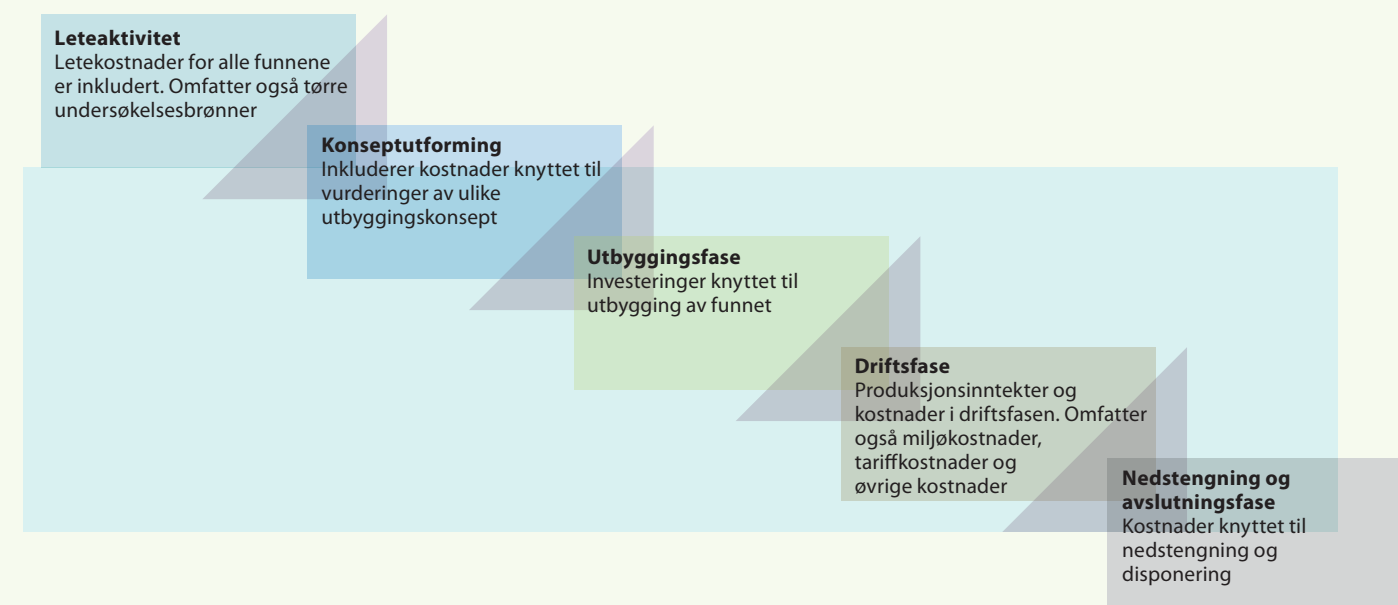 Leteaktivitet
Letekostnader for alle funnene
er inkludert. Omfatter også tørre
undersøkelsesbrønner
Konseptutforming
Inkluderer kostnader knyttet til
vurderinger av ulike
utbyggingskonsept
Utbyggingsfase
Investeringer knyttet til
utbygging av funnet
Driftsfase
Produksjonsinntekter og
kostnader i driftsfasen. Omfatter
også miljøkostnader,
tariffkostnader og
øvrige kostnader
Nedstengning og
avslutningsfase
Kostnader knyttet til
nedstengning og
disponering